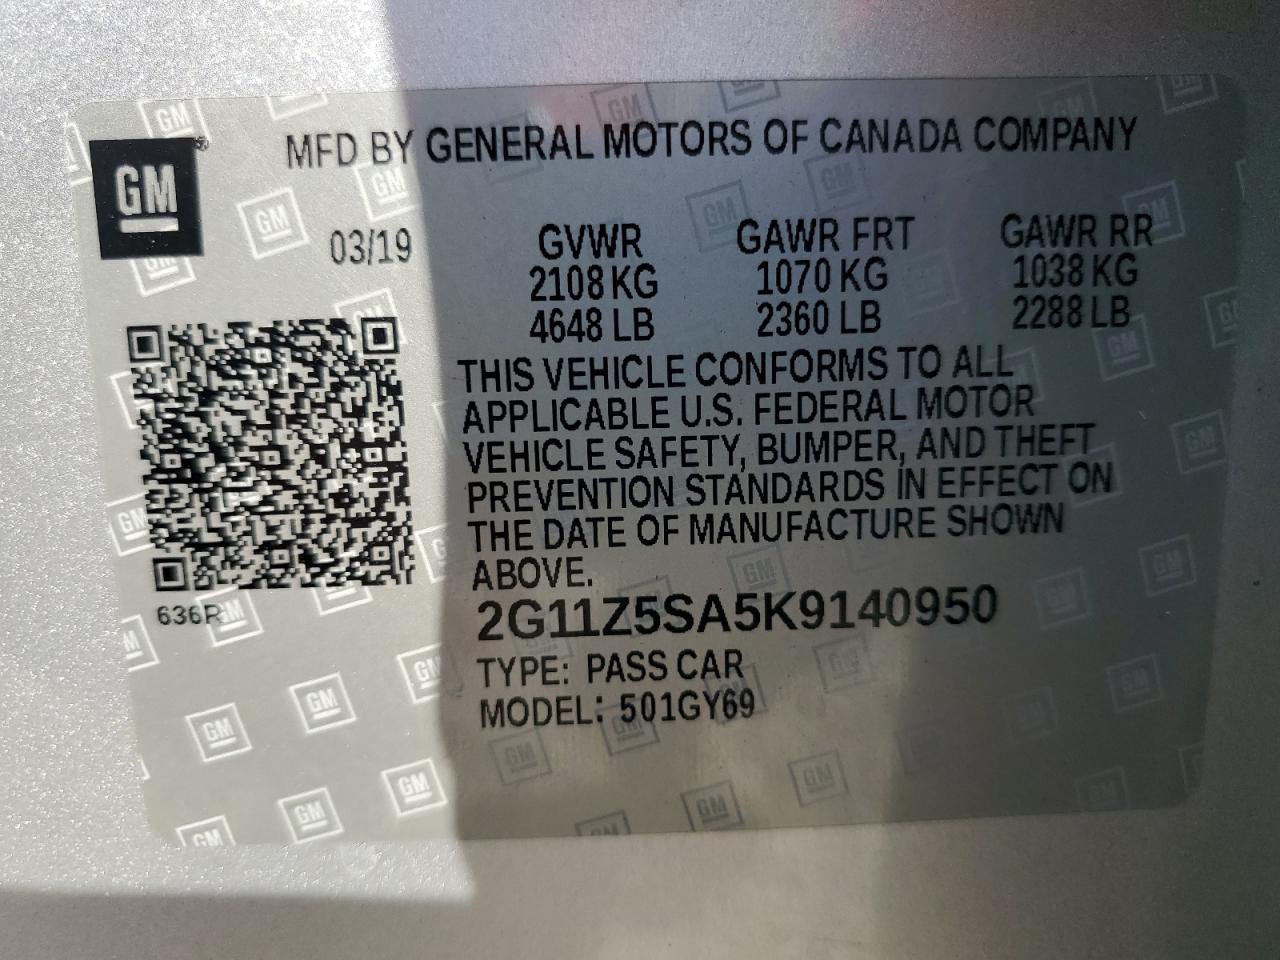 MFD BY GENERAL MOTORS OF CANADA COMPANY
GM®
03/19
GVWR GAWR FRT GAWR RR
2108 KG 1070 KG 1038 KG
4648 LB 2360 LB 2288 LB
THIS VEHICLE CONFORMS TO ALL
APPLICABLE U.S. FEDERAL MOTOR
VEHICLE SAFETY, BUMPER, AND THEFT
PREVENTION STANDARDS IN EFFECT ON
THE DATE OF MANUFACTURE SHOWN
ABOVE.
636R
2G11Z5SA5K9140950
TYPE: PASS CAR
MODEL: 501GY69